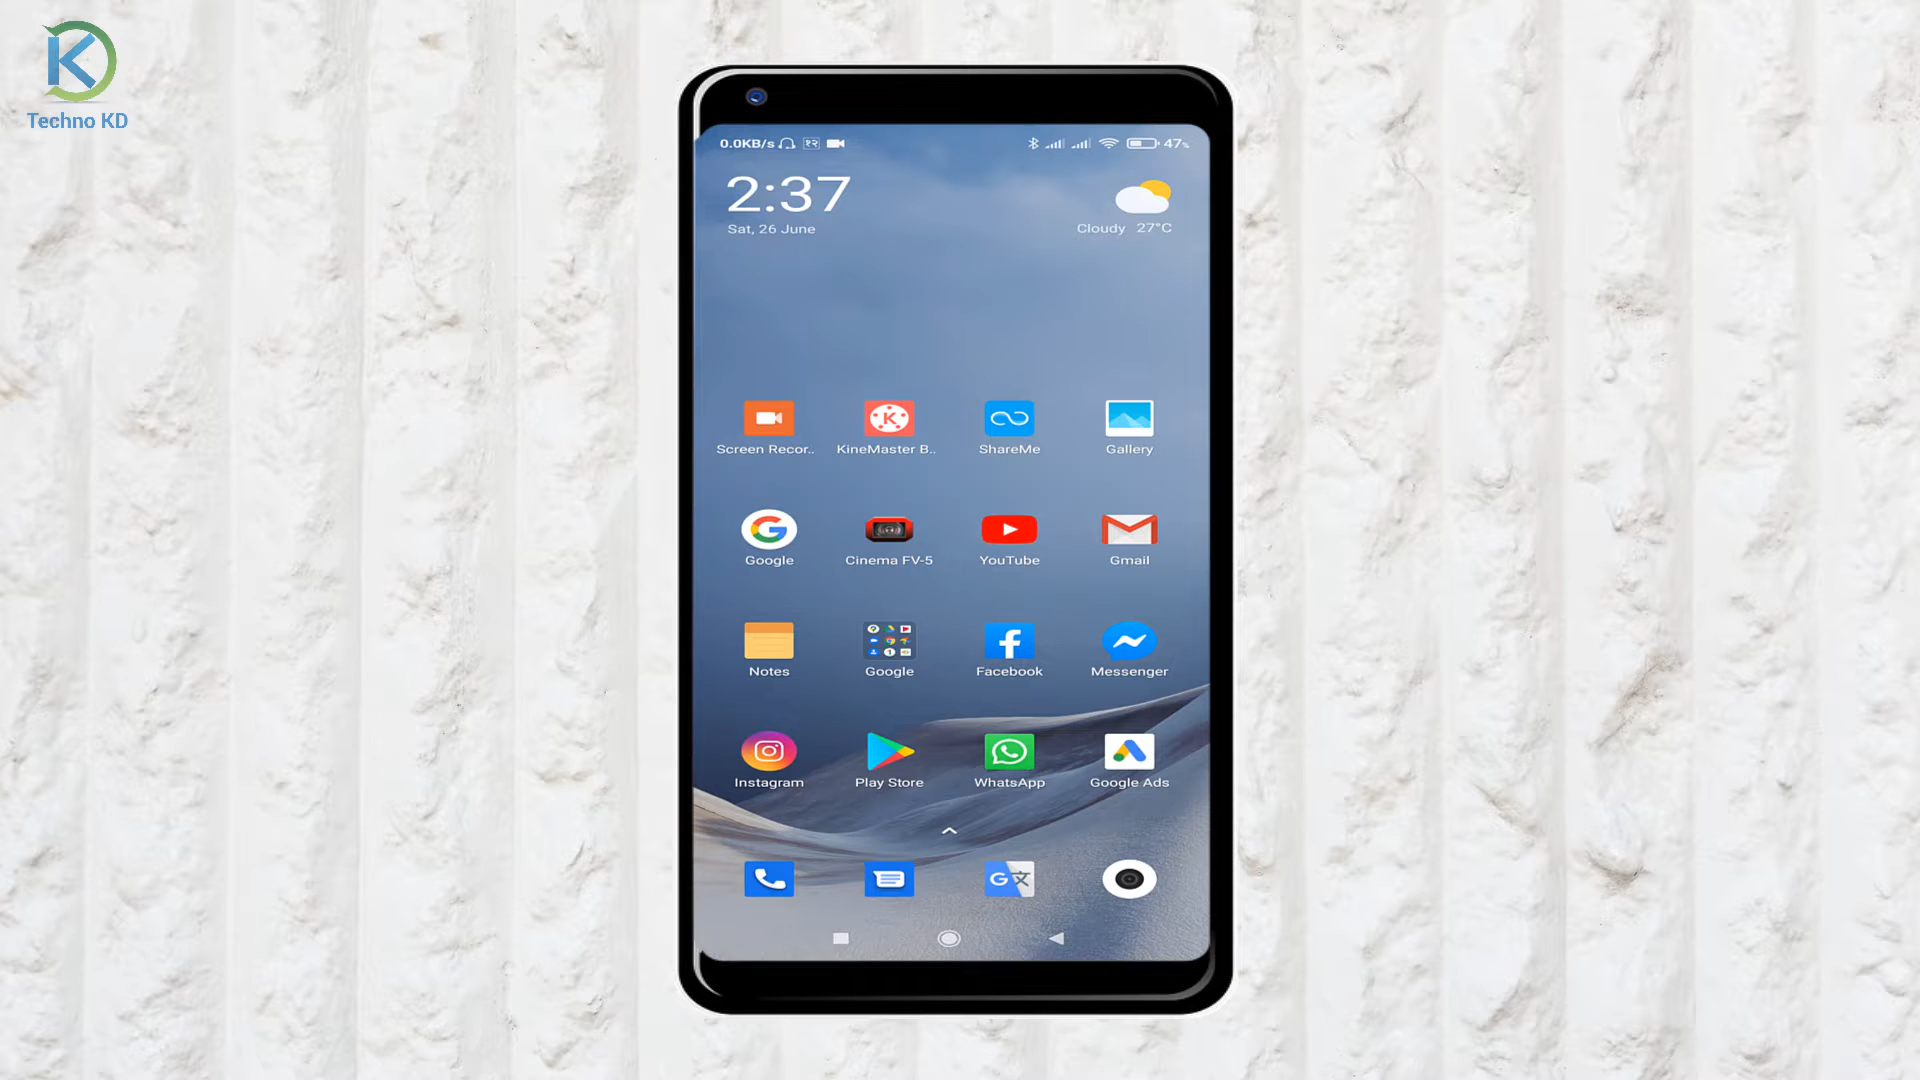 Techno KD
0.0KB/s १२ 47%
2:37
Sat, 26 June
Cloudy 27°C
Screen Recor.. KineMaster B.. ShareMe Gallery
Google Cinema FV-5 YouTube Gmail
Notes Google Facebook Messenger
Instagram Play Store WhatsApp Google Ads